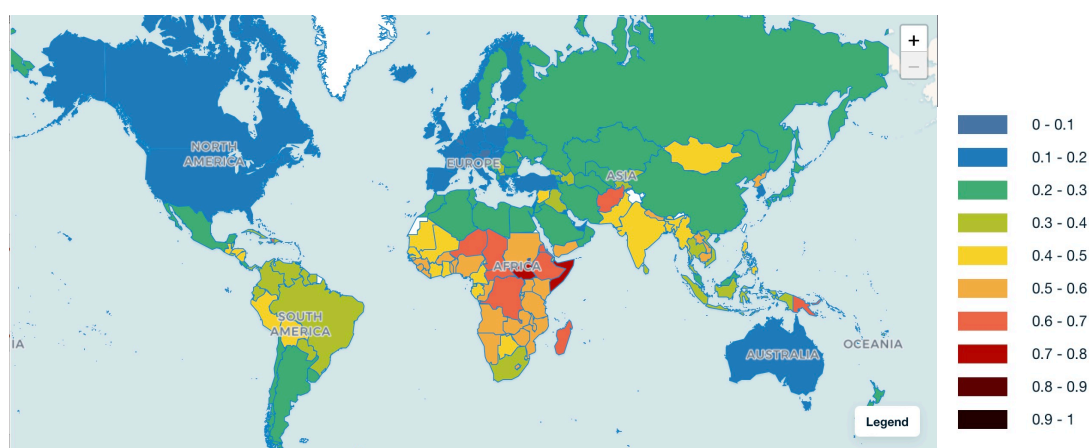 +
−
NORTH
AMERICA
EUROPE
ASIA
AFRICA
SOUTH
AMERICA
AUSTRALIA
OCEANIA
IA
Legend
0 - 0.1
0.1 - 0.2
0.2 - 0.3
0.3 - 0.4
0.4 - 0.5
0.5 - 0.6
0.6 - 0.7
0.7 - 0.8
0.8 - 0.9
0.9 - 1